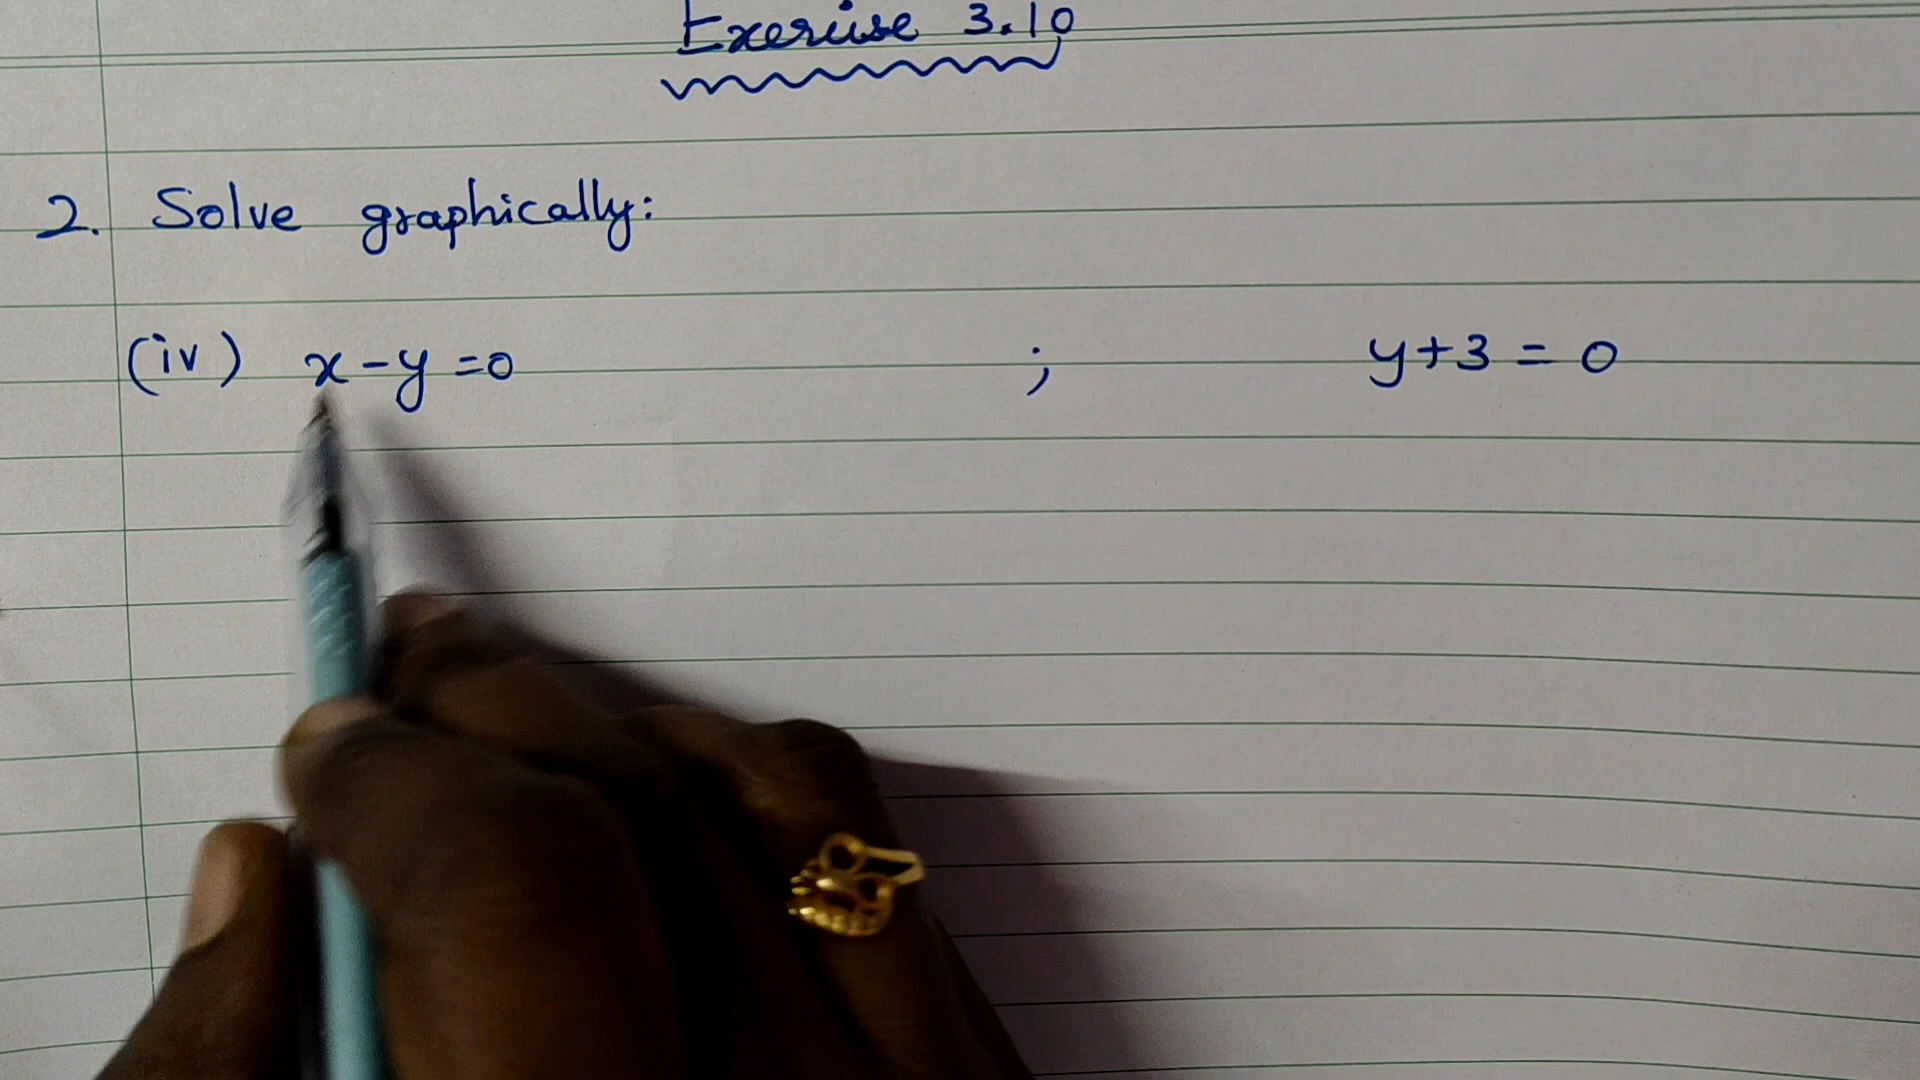 Exercise 3.10
2. Solve graphically:
(iv) x-y=0 ; y+3=0